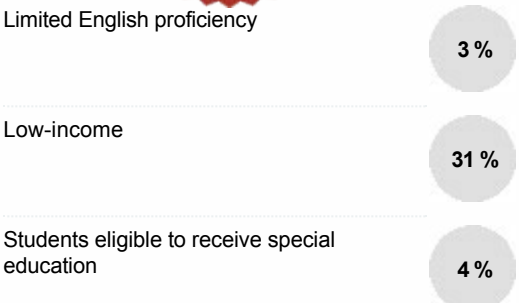 Limited English proficiency
3 %
Low-income
31 %
Students eligible to receive special
education
4 %